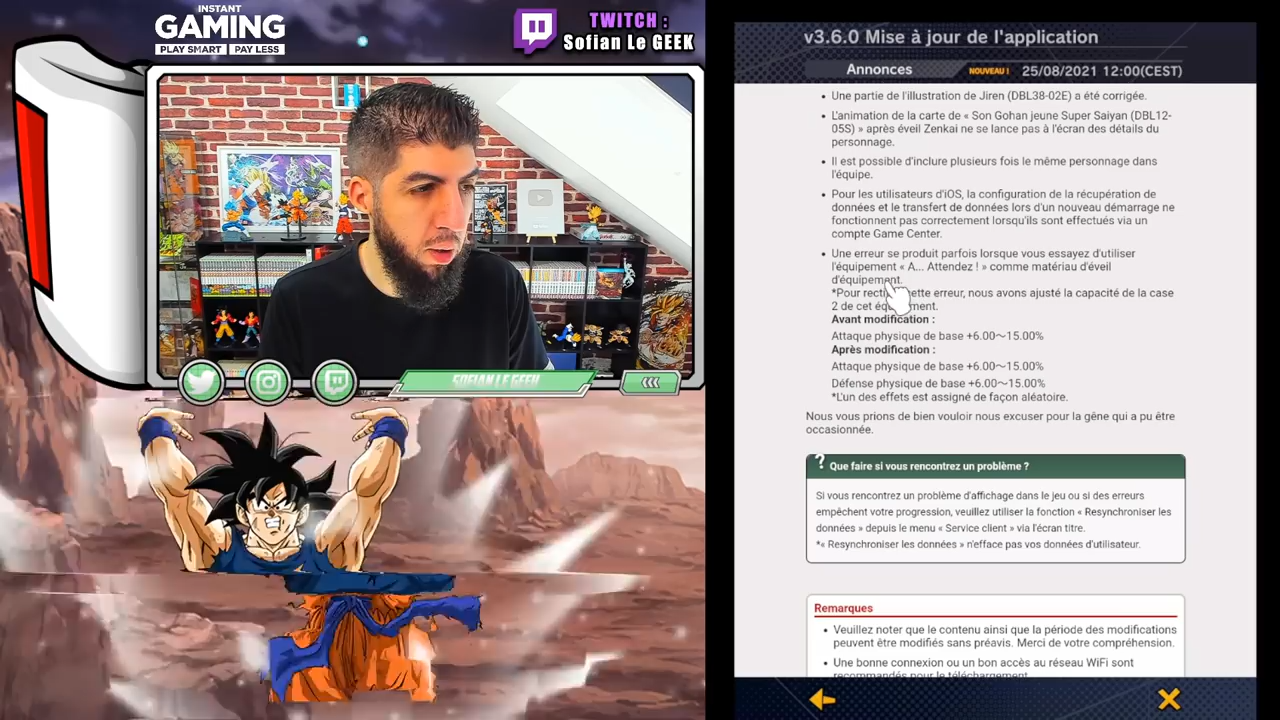 INSTANT
GAMING
PLAY SMART | PAY LESS
TWITCH :
Sofian Le GEEK
SOFIAN LE GEEK
v3.6.0 Mise à jour de l'application
Annonces
NOUVEAU !
25/08/2021 12:00(CEST)
• Une partie de l'illustration de Jiren (DBL38-02E) a été corrigée.
• L'animation de la carte de « Son Gohan jeune Super Saiyan (DBL12-
05S) » après éveil Zenkai ne se lance pas à l'écran des détails du
personnage.
• Il est possible d'inclure plusieurs fois le même personnage dans
l'équipe.
• Pour les utilisateurs d'iOS, la configuration de la récupération de
données et le transfert de données lors d'un nouveau démarrage ne
fonctionnent pas correctement lorsqu'ils sont effectués via un
compte Game Center.
• Une erreur se produit parfois lorsque vous essayez d'utiliser
l'équipement « A... Attendez ! » comme matériau d'éveil
d'équipement.
*Pour erreur, nous avons ajusté la capacité de la case
2 de cet
Avant modification :
Attaque physique de base +6.00～15.00%
Après modification :
Attaque physique de base +6.00～15.00%
Défense physique de base +6.00～15.00%
*L'un des effets est assigné de façon aléatoire.
Nous vous prions de bien vouloir nous excuser pour la gêne qui a pu être
occasionnée.
? Que faire si vous rencontrez un problème ?
Si vous rencontrez un problème d'affichage dans le jeu ou si des erreurs
empêchent votre progression, veuillez utiliser la fonction « Resynchroniser les
données » depuis le menu « Service client » via l'écran titre.
*« Resynchroniser les données » n'efface pas vos données d'utilisateur.
Remarques
• Veuillez noter que le contenu ainsi que la période des modifications
peuvent être modifiés sans préavis. Merci de votre compréhension.
• Une bonne connexion ou un bon accès au réseau WiFi sont
recommandés pour le téléchargement